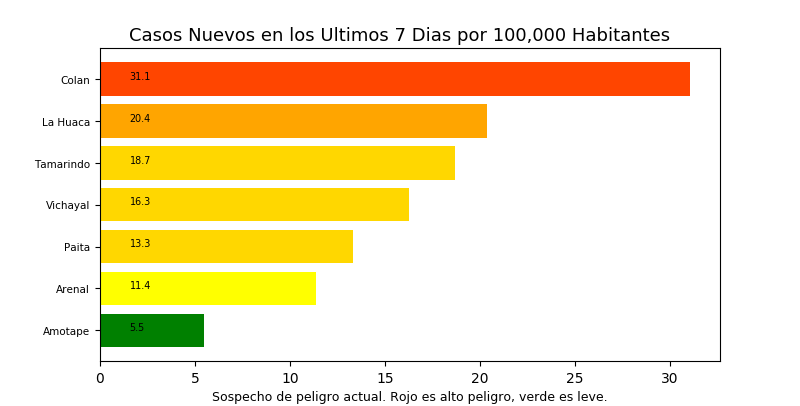 Casos Nuevos en los Ultimos 7 Dias por 100,000 Habitantes
Colan 31.1
La Huaca 20.4
Tamarindo 18.7
Vichayal 16.3
Paita 13.3
Arenal 11.4
Amotape 5.5
0 5 10 15 20 25 30
Sospecho de peligro actual. Rojo es alto peligro, verde es leve.